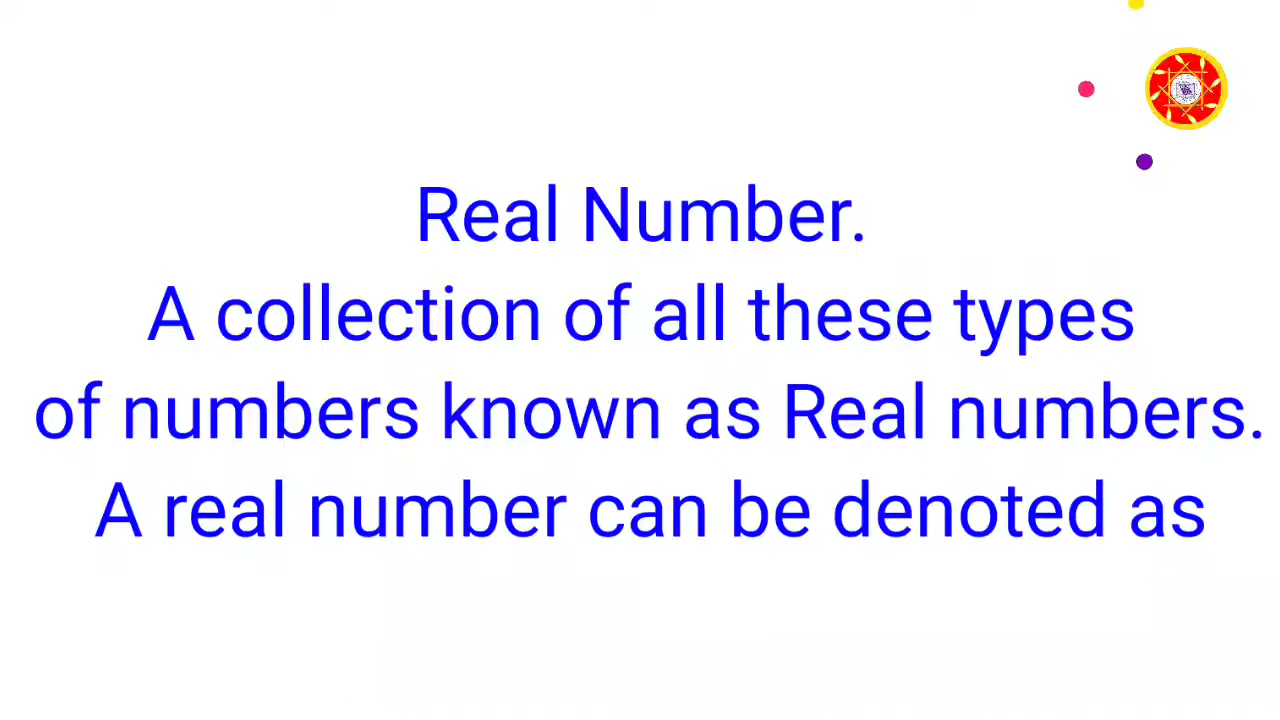 Real Number.
A collection of all these types
of numbers known as Real numbers.
A real number can be denoted as